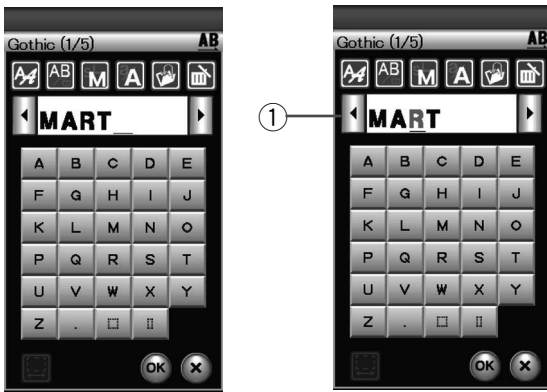 Gothic (1/5) AB
A AB M A
MART_
A B C D E
F G H I J
K L M N O
P Q R S T
U V W X Y
Z .
OK X
1
Gothic (1/5) AB
A AB M A
MART
A B C D E
F G H I J
K L M N O
P Q R S T
U V W X Y
Z .
OK X